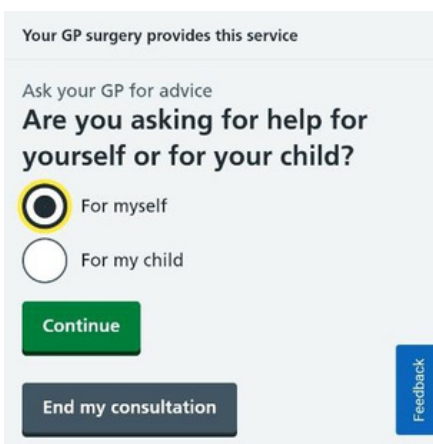 Your GP surgery provides this service
Ask your GP for advice
Are you asking for help for
yourself or for your child?
For myself
For my child
Continue
End my consultation
Feedback